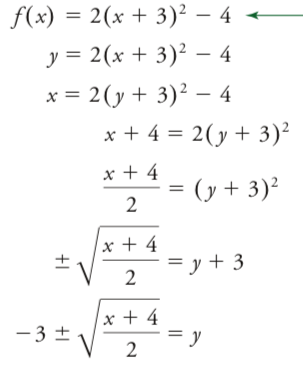 f(x) = 2(x + 3)² − 4 ←
y = 2(x + 3)² − 4
x = 2(y + 3)² − 4
x + 4 = 2(y + 3)²
(x + 4)/2 = (y + 3)²
±√((x + 4)/2) = y + 3
−3 ± √((x + 4)/2) = y